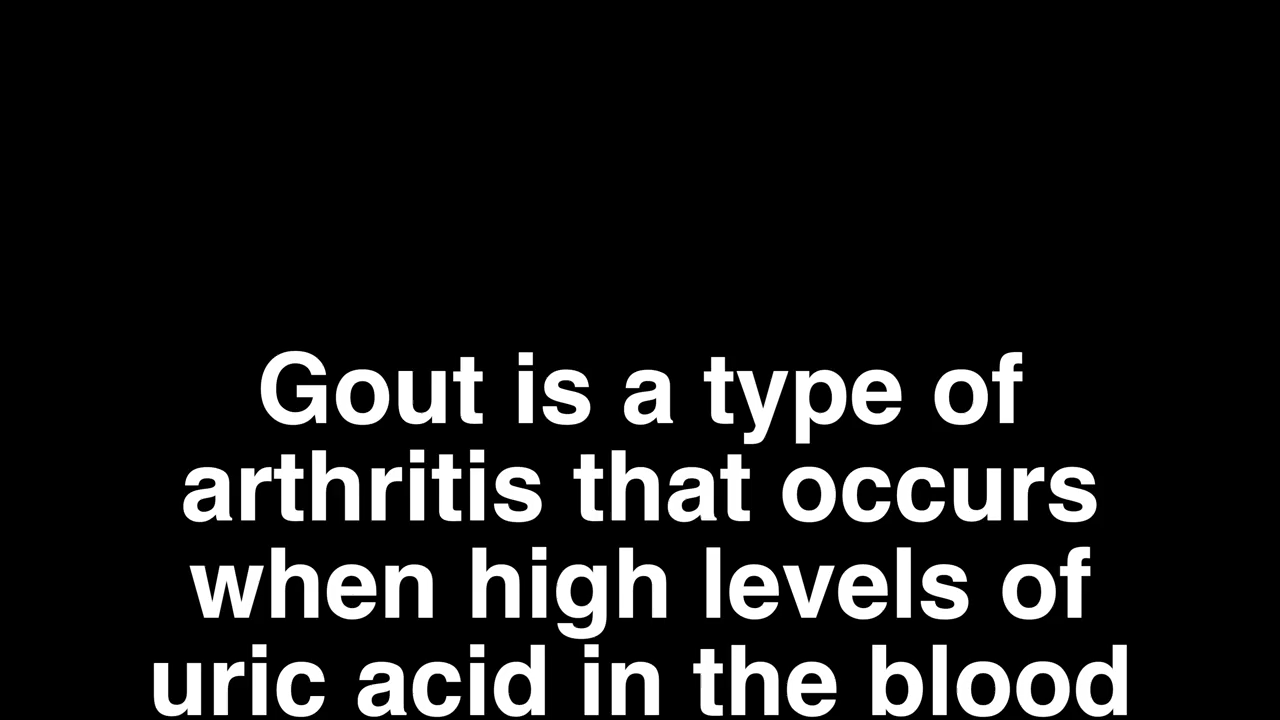 Gout is a type of
arthritis that occurs
when high levels of
uric acid in the blood